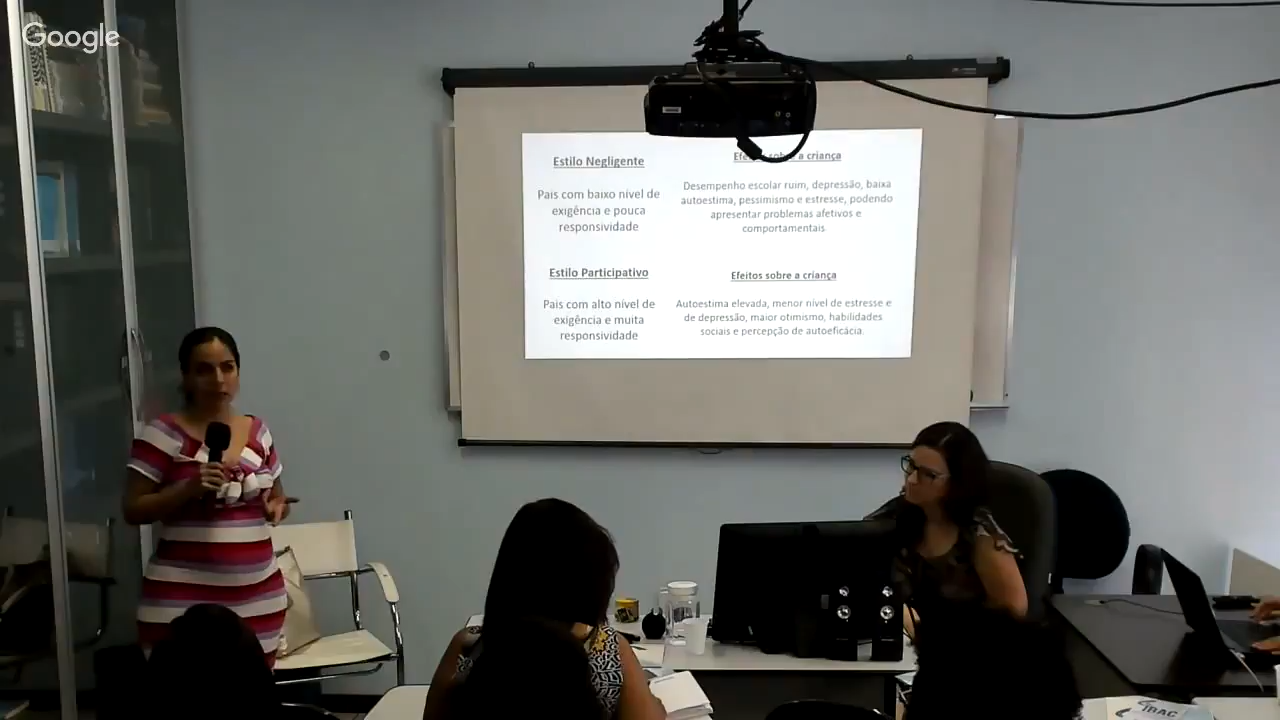 Google
Estilo Negligente
Pais com baixo nível de
exigência e pouca
responsividade
sobre a criança
Desempenho escolar ruim, depressão, baixa
autoestima, pessimismo e estresse, podendo
apresentar problemas afetivos e
comportamentais
Estilo Participativo
Pais com alto nível de
exigência e muita
responsividade
Efeitos sobre a criança
Autoestima elevada, menor nível de estresse e
de depressão, maior otimismo, habilidades
sociais e percepção de autoeficácia.
IBAC